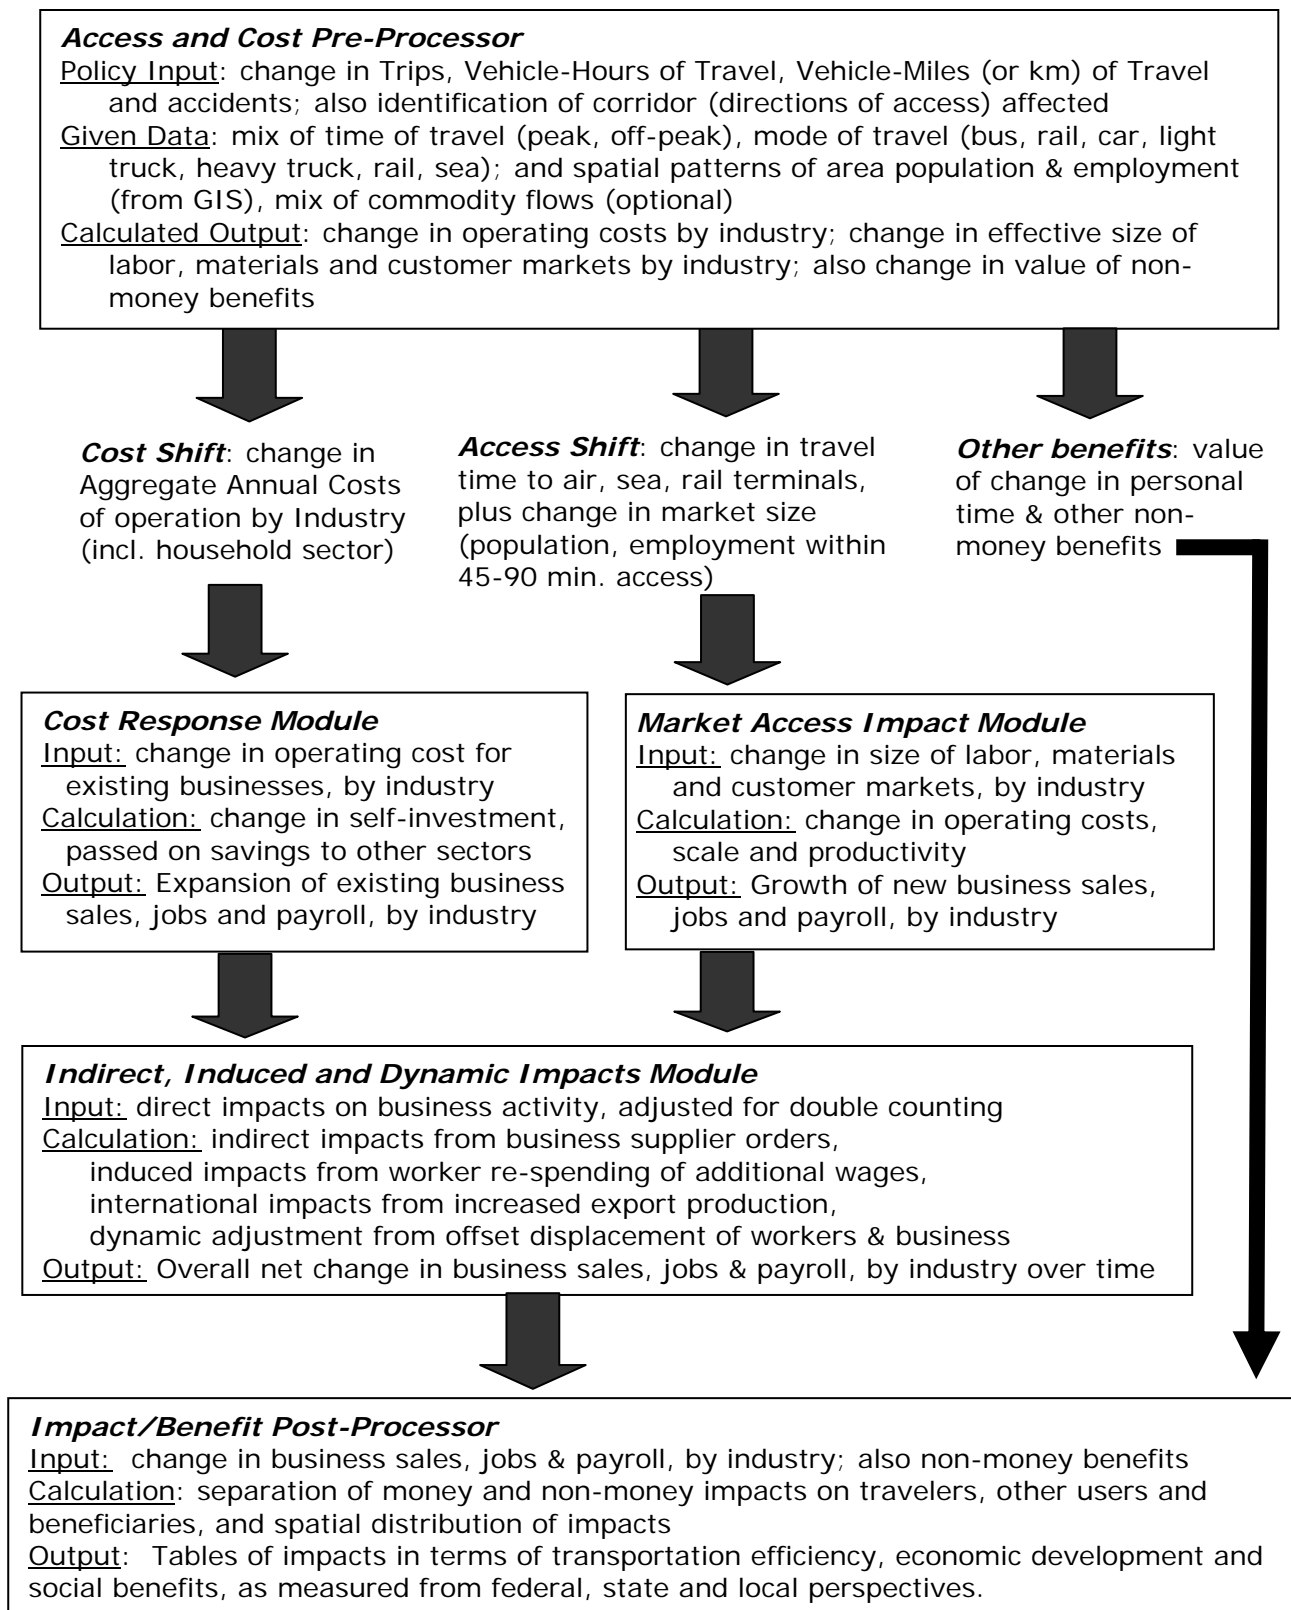 Access and Cost Pre-Processor
Policy Input: change in Trips, Vehicle-Hours of Travel, Vehicle-Miles (or km) of Travel
and accidents; also identification of corridor (directions of access) affected
Given Data: mix of time of travel (peak, off-peak), mode of travel (bus, rail, car, light
truck, heavy truck, rail, sea); and spatial patterns of area population & employment
(from GIS), mix of commodity flows (optional)
Calculated Output: change in operating costs by industry; change in effective size of
labor, materials and customer markets by industry; also change in value of non-
money benefits
Cost Shift: change in
Aggregate Annual Costs
of operation by Industry
(incl. household sector)
Access Shift: change in travel
time to air, sea, rail terminals,
plus change in market size
(population, employment within
45-90 min. access)
Other benefits: value
of change in personal
time & other non-
money benefits
Cost Response Module
Input: change in operating cost for
existing businesses, by industry
Calculation: change in self-investment,
passed on savings to other sectors
Output: Expansion of existing business
sales, jobs and payroll, by industry
Market Access Impact Module
Input: change in size of labor, materials
and customer markets, by industry
Calculation: change in operating costs,
scale and productivity
Output: Growth of new business sales,
jobs and payroll, by industry
Indirect, Induced and Dynamic Impacts Module
Input: direct impacts on business activity, adjusted for double counting
Calculation: indirect impacts from business supplier orders,
induced impacts from worker re-spending of additional wages,
international impacts from increased export production,
dynamic adjustment from offset displacement of workers & business
Output: Overall net change in business sales, jobs & payroll, by industry over time
Impact/Benefit Post-Processor
Input: change in business sales, jobs & payroll, by industry; also non-money benefits
Calculation: separation of money and non-money impacts on travelers, other users and
beneficiaries, and spatial distribution of impacts
Output: Tables of impacts in terms of transportation efficiency, economic development and
social benefits, as measured from federal, state and local perspectives.